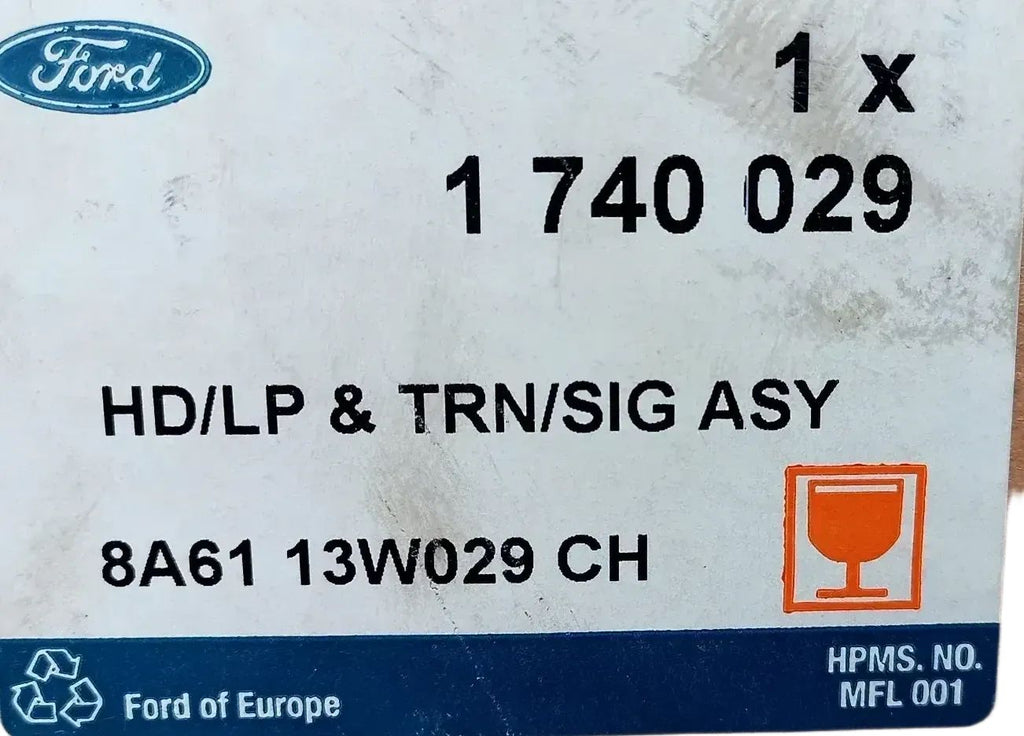 Ford
1 x
1 740 029
HD/LP & TRN/SIG ASY
8A61 13W029 CH
Ford of Europe
HPMS. NO.
MFL 001